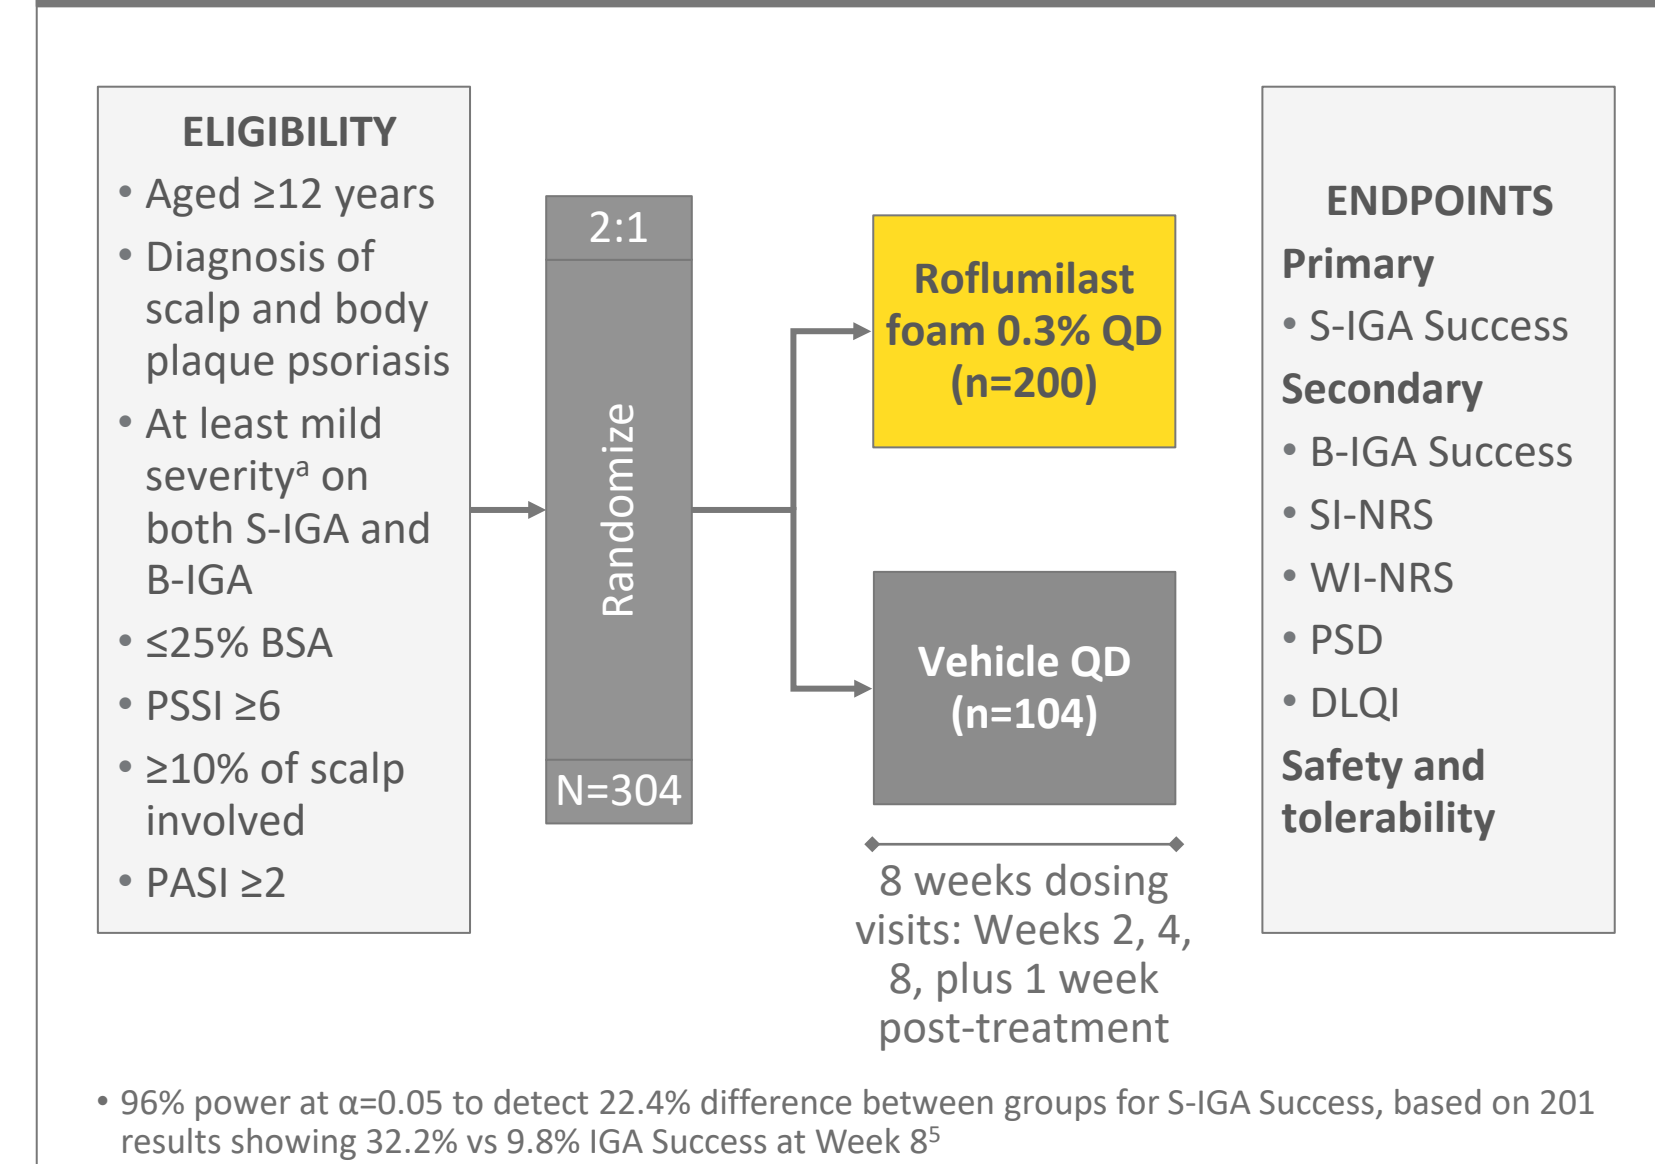 ELIGIBILITY
• Aged ≥12 years
• Diagnosis of
scalp and body
plaque psoriasis
• At least mild
severityᵃ on
both S-IGA and
B-IGA
• ≤25% BSA
• PSSI ≥6
• ≥10% of scalp
involved
• PASI ≥2
2:1
Randomize
N=304
Roflumilast
foam 0.3% QD
(n=200)
Vehicle QD
(n=104)
8 weeks dosing
visits: Weeks 2, 4,
8, plus 1 week
post-treatment
ENDPOINTS
Primary
• S-IGA Success
Secondary
• B-IGA Success
• SI-NRS
• WI-NRS
• PSD
• DLQI
Safety and
tolerability
• 96% power at α=0.05 to detect 22.4% difference between groups for S-IGA Success, based on 201
results showing 32.2% vs 9.8% IGA Success at Week 8⁵